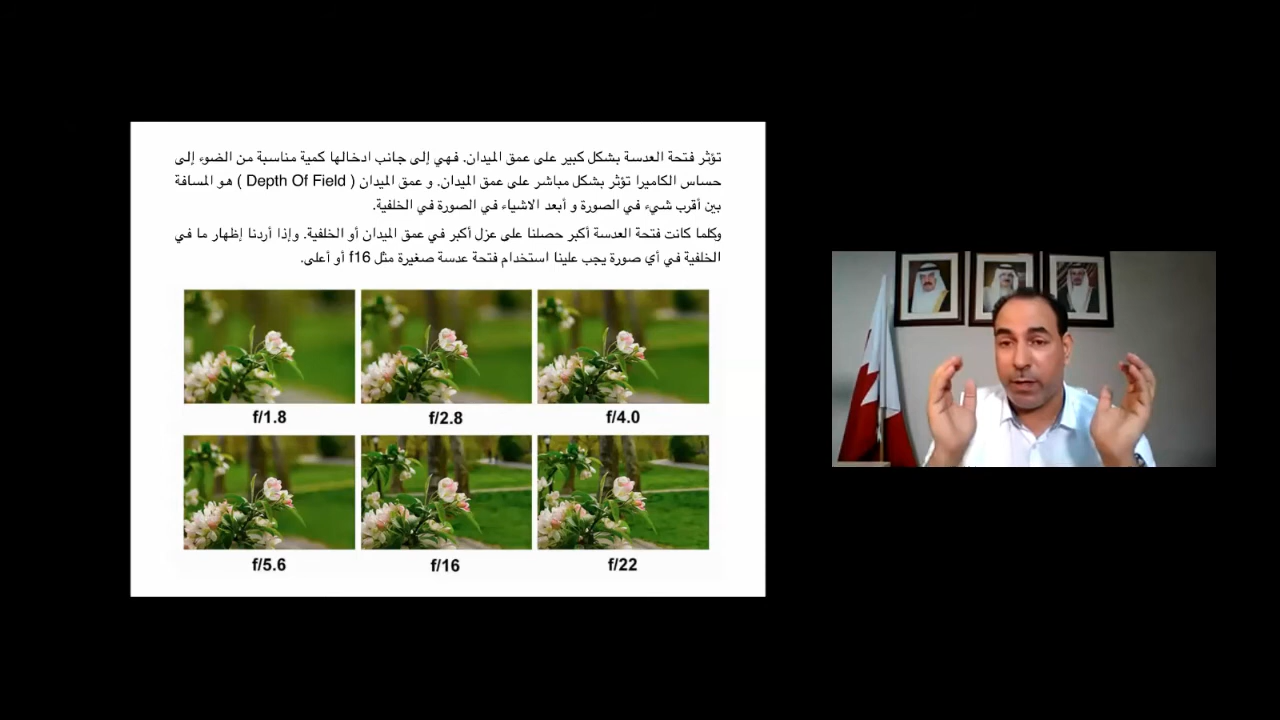 تؤثر فتحة العدسة بشكل كبير على عمق الميدان. فهي إلى جانب ادخالها كمية مناسبة من الضوء إلى
حساس الكاميرا تؤثر بشكل مباشر على عمق الميدان. و عمق الميدان ( Depth Of Field ) هو المسافة
بين أقرب شيء في الصورة و أبعد الاشياء في الصورة في الخلفية.
وكلما كانت فتحة العدسة أكبر حصلنا على عزل أكبر في عمق الميدان أو الخلفية. وإذا أردنا إظهار ما في
الخلفية في أي صورة يجب علينا استخدام فتحة عدسة صغيرة مثل f16 أو أعلى.
f/1.8
f/2.8
f/4.0
f/5.6
f/16
f/22